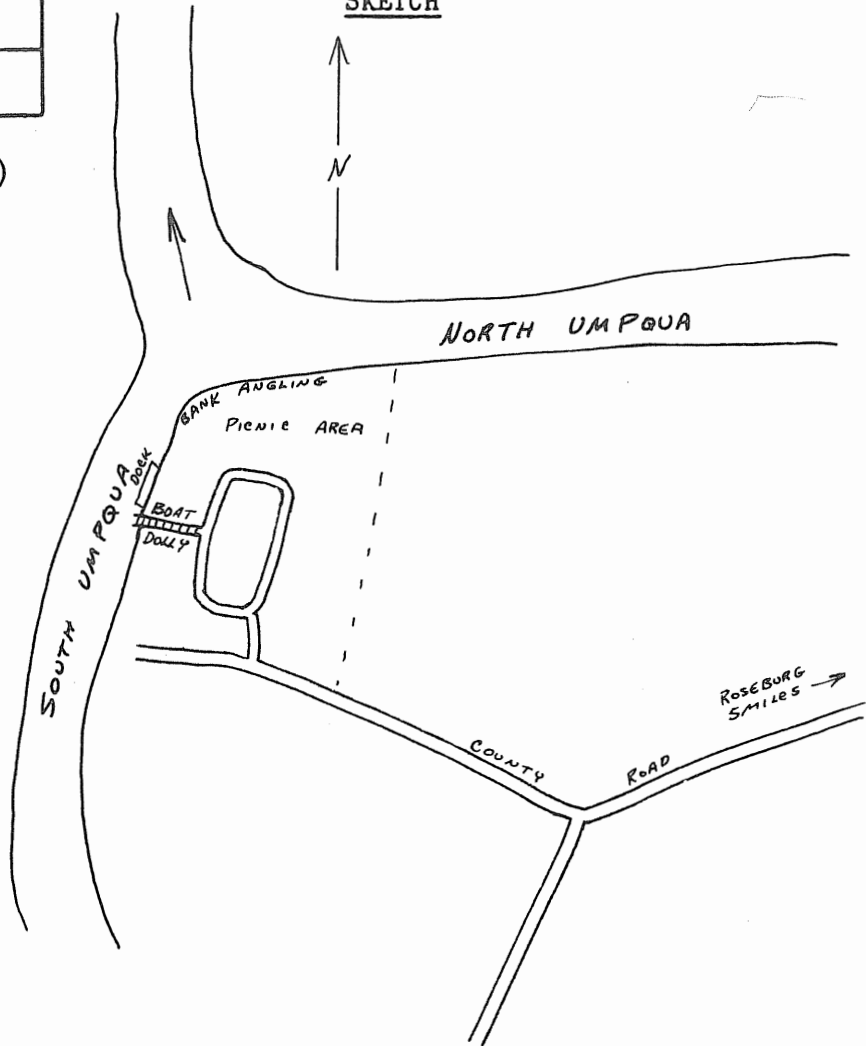 SKETCH
N
NORTH UMPQUA
BANK ANGLING
PICNIC AREA
DOCK
BOAT
DOLLY
SOUTH UMPQUA
ROSEBURG
5 MILES
COUNTY ROAD